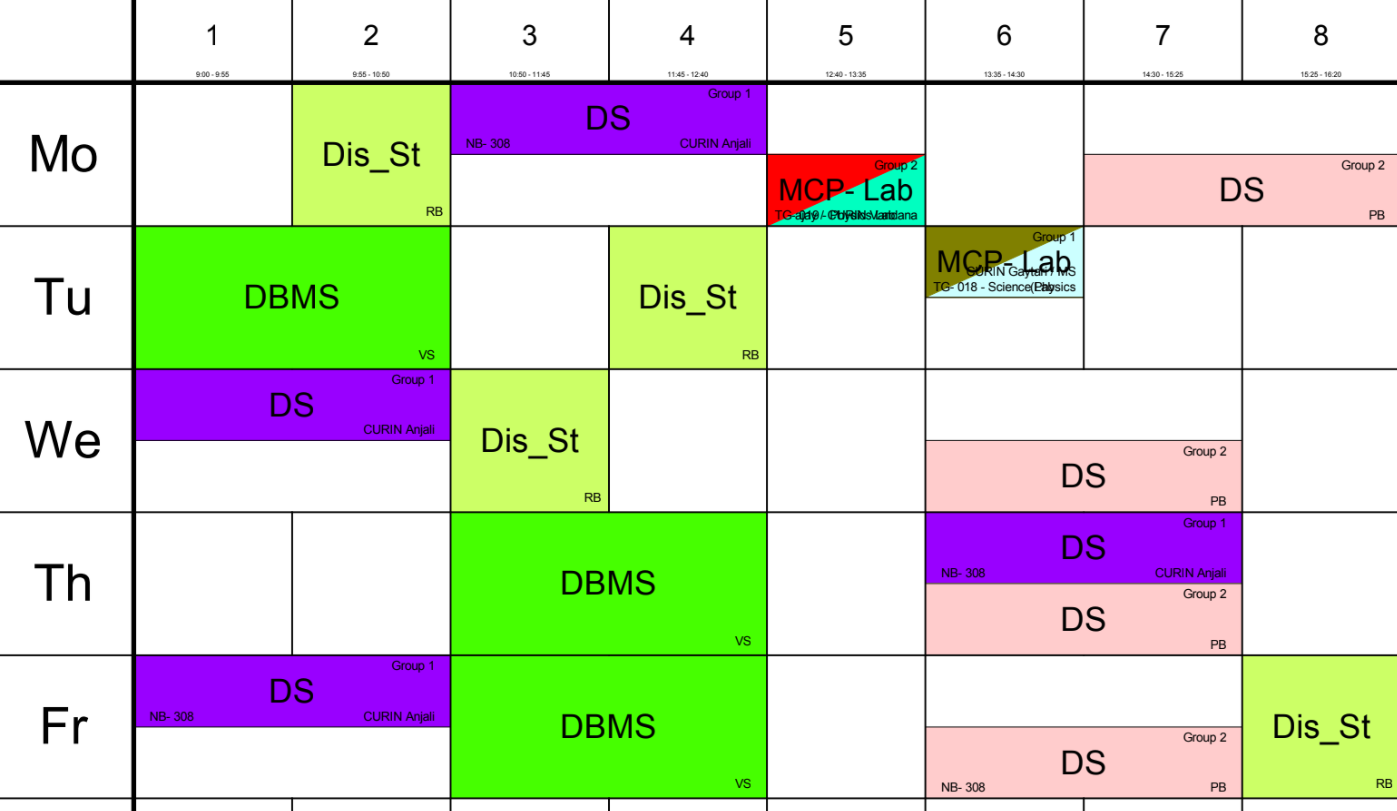 1 2 3 4 5 6 7 8
9:00 - 9:55 9:55 - 10:50 10:50 - 11:45 11:45 - 12:40 12:40 - 13:35 13:35 - 14:30 14:30 - 15:25 15:25 - 16:20
Mo
Dis_St
RB
Group 1
DS
NB- 308 CURIN Anjali
Group 2
MCP- Lab
Group 2
DS
PB
Tu
DBMS
VS
Dis_St
RB
Group 1
MCP- Lab
TG- 018 - Science
We
Group 1
DS
CURIN Anjali
Dis_St
RB
Group 2
DS
PB
Th
DBMS
VS
Group 1
DS
NB- 308 CURIN Anjali
Group 2
DS
PB
Fr
Group 1
DS
NB- 308 CURIN Anjali
DBMS
VS
Group 2
DS
NB- 308 PB
Dis_St
RB